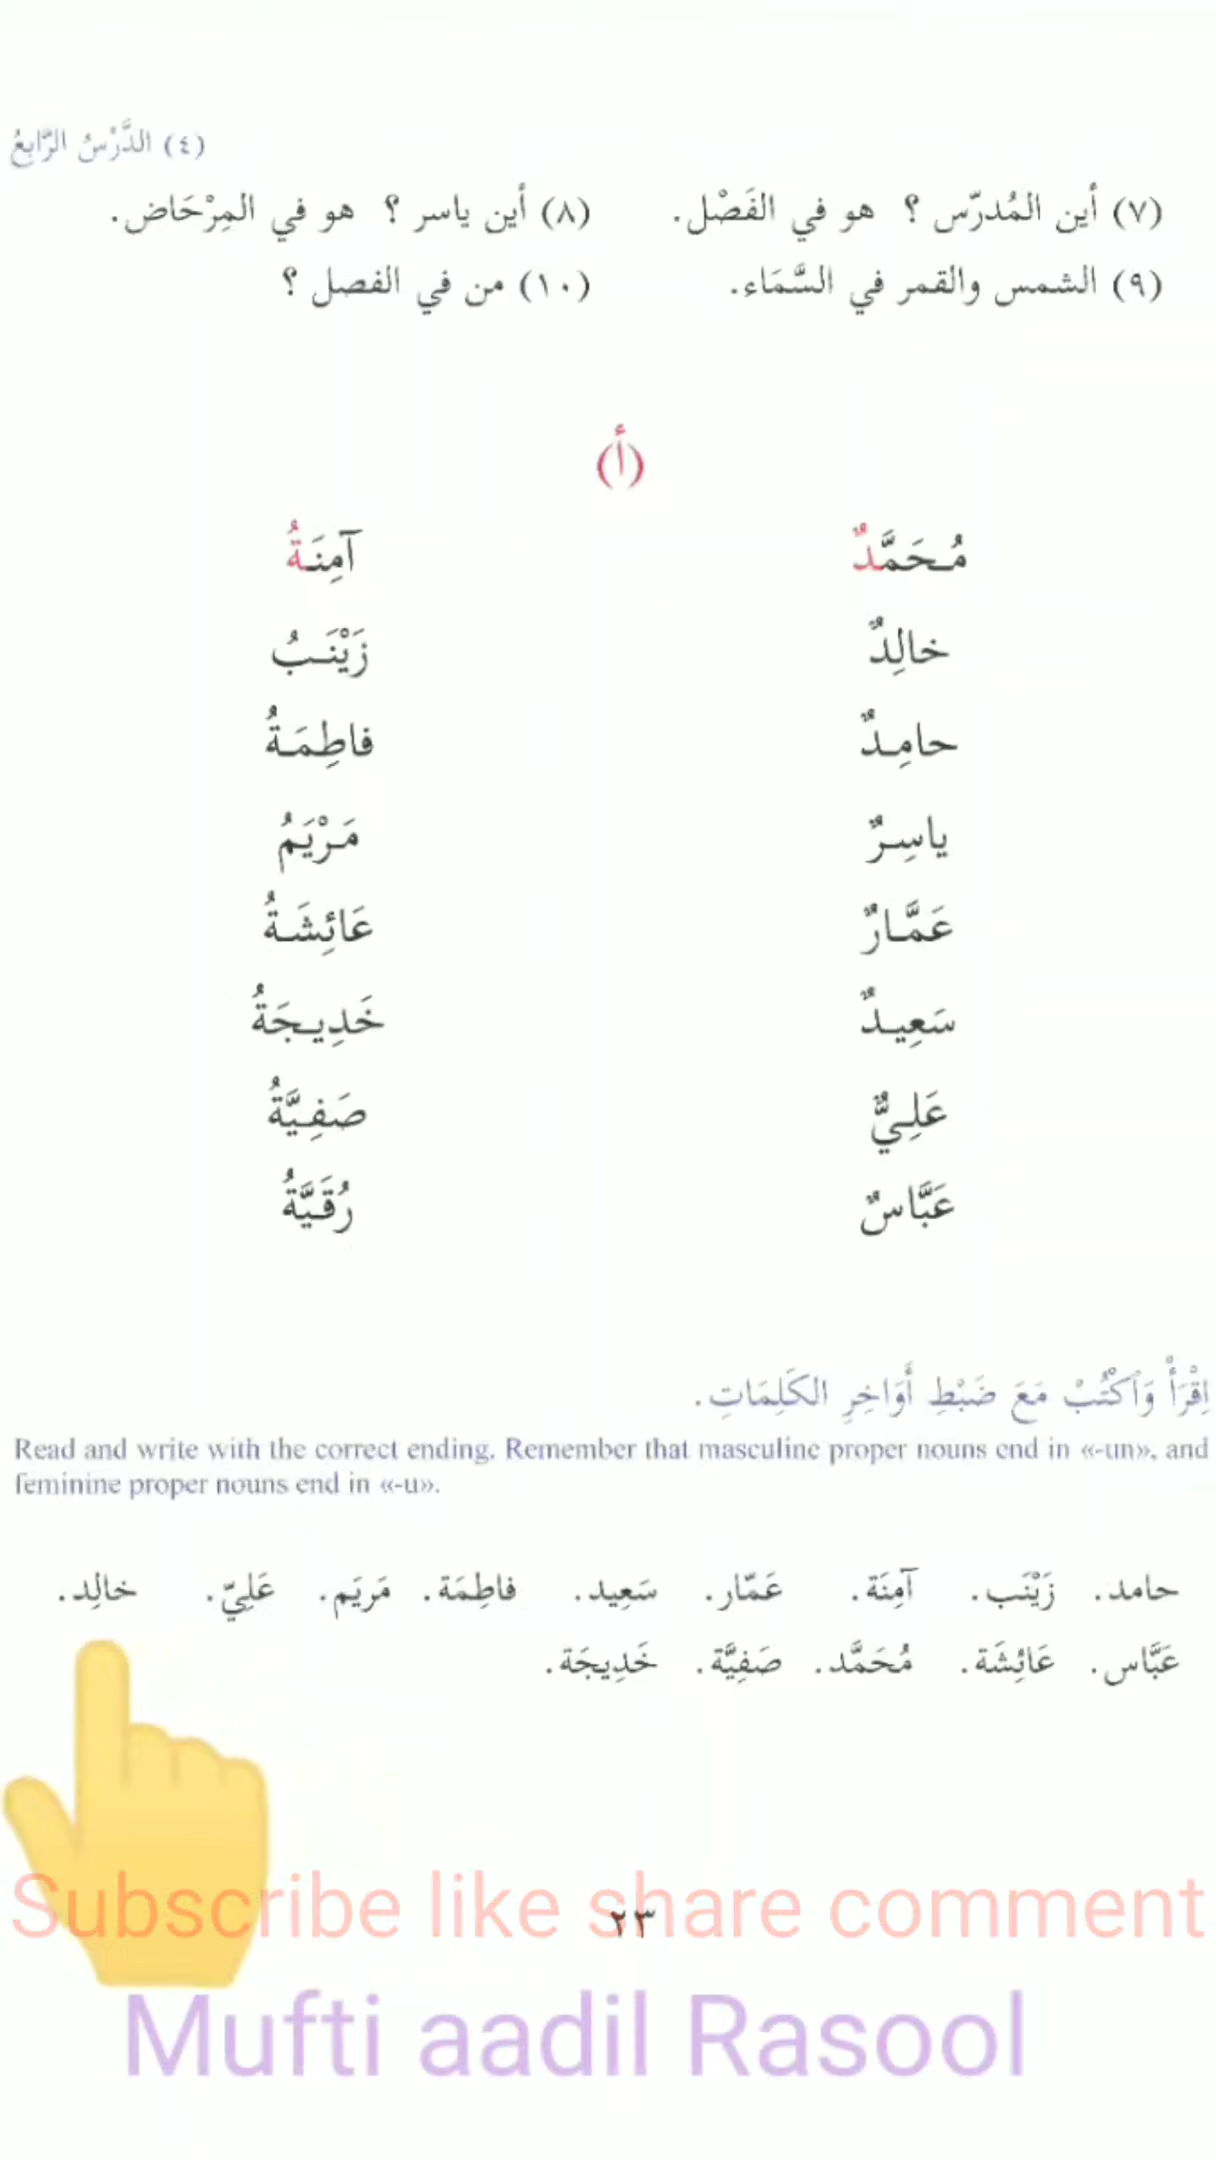 (٤) الدَّرْسُ الرَّابِعُ
(٧) أين المُدرّس ؟ هو في الفَصْل. (٨) أين ياسر ؟ هو في المِرْحَاض.
(٩) الشمس والقمر في السَّمَاء. (١٠) من في الفصل ؟
(أ)
مُحَمَّدٌ آمِنَةُ
خالِدٌ زَيْنَبُ
حامِدٌ فاطِمَةُ
ياسِرٌ مَرْيَمُ
عَمَّارٌ عَائِشَةُ
سَعِيدٌ خَدِيجَةُ
عَلِيٌّ صَفِيَّةُ
عَبَّاسٌ رُقَيَّةُ
اِقْرَأْ وَٱكْتُبْ مَعَ ضَبْطِ أَوَاخِرِ الكَلِمَاتِ.
Read and write with the correct ending. Remember that masculine proper nouns end in «-un», and
feminine proper nouns end in «-u».
حامد. زَيْنَب. آمِنَة. عَمّار. سَعِيد. فاطِمَة. مَريَم. عَلِيّ. خالِد.
عَبَّاس. عَائِشَة. مُحَمَّد. صَفِيَّة. خَدِيجَة.
Subscribe like share comment
٢٣
Mufti aadil Rasool